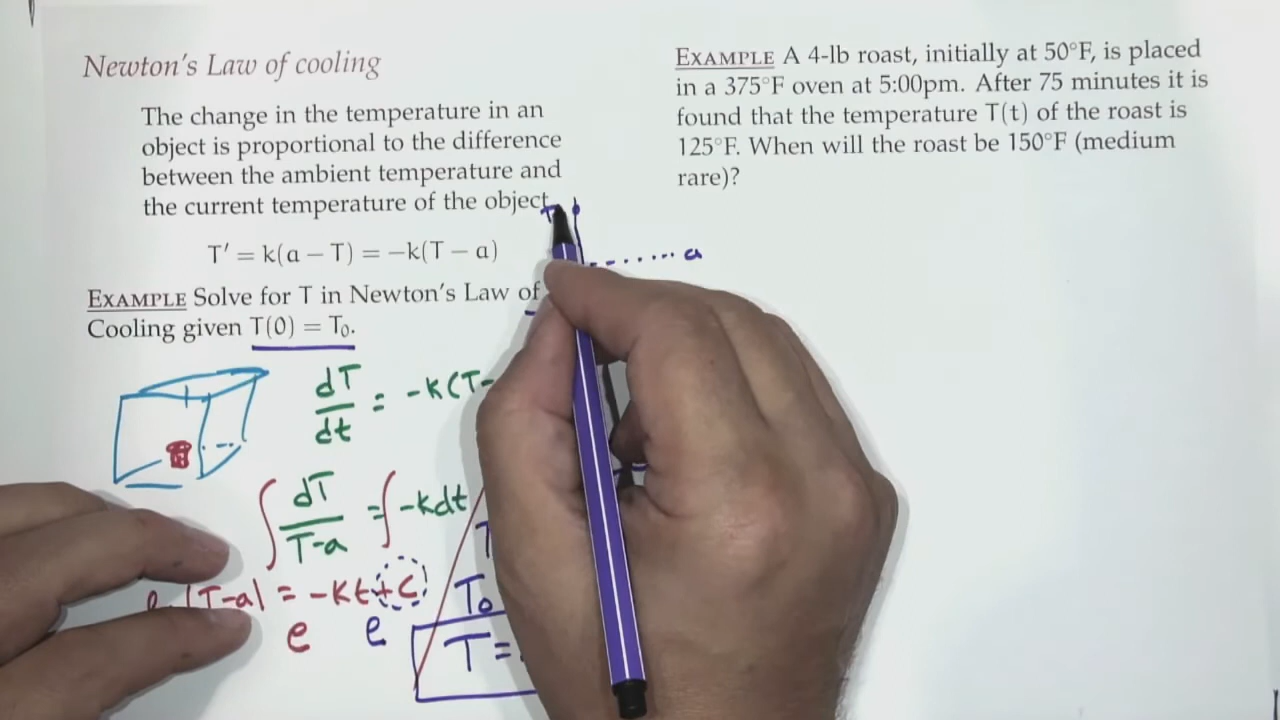 Newton's Law of cooling
The change in the temperature in an
object is proportional to the difference
between the ambient temperature and
the current temperature of the object
T′ = k(a − T) = −k(T − a)
EXAMPLE Solve for T in Newton's Law of
Cooling given T(0) = T₀.
dT/dt = -k(T-
∫ dT/T-a = ∫ -kdt
|T-a| = -kt+c
e e
T₀
T =
a
EXAMPLE A 4-lb roast, initially at 50°F, is placed
in a 375°F oven at 5:00pm. After 75 minutes it is
found that the temperature T(t) of the roast is
125°F. When will the roast be 150°F (medium
rare)?